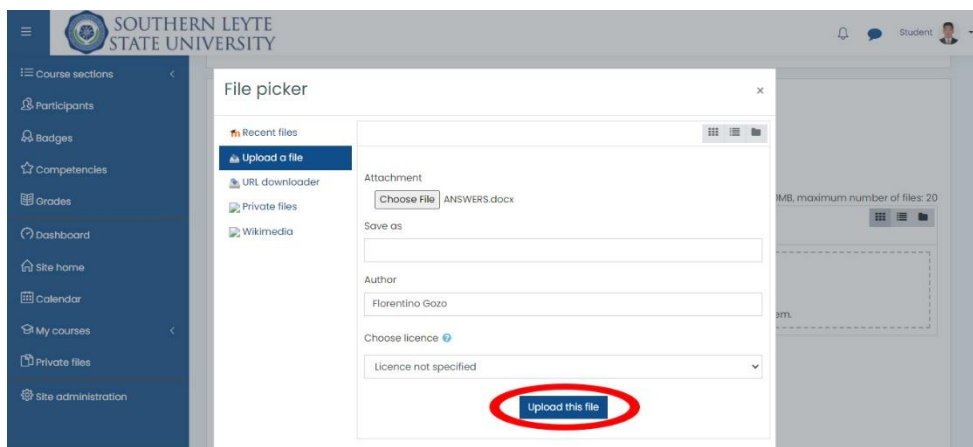 SOUTHERN LEYTE
STATE UNIVERSITY
Student
Course sections
Participants
Badges
Competencies
Grades
Dashboard
Site home
Calendar
My courses
Private files
Site administration
File picker
Recent files
Upload a file
URL downloader
Private files
Wikimedia
Attachment
Choose File ANSWERS.docx
Save as
Author
Florentino Gozo
Choose licence
Licence not specified
Upload this file
maximum number of files: 20